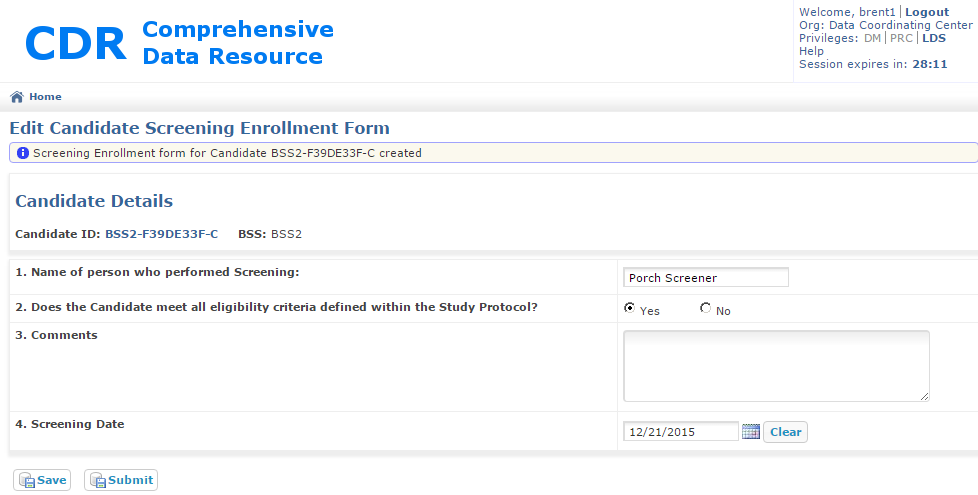 CDR Comprehensive
Data Resource
Welcome, brent1 | Logout
Org: Data Coordinating Center
Privileges: DM | PRC | LDS
Help
Session expires in: 28:11
Home
Edit Candidate Screening Enrollment Form
Screening Enrollment form for Candidate BSS2-F39DE33F-C created
Candidate Details
Candidate ID: BSS2-F39DE33F-C BSS: BSS2
1. Name of person who performed Screening: Porch Screener
2. Does the Candidate meet all eligibility criteria defined within the Study Protocol? Yes No
3. Comments
4. Screening Date 12/21/2015 Clear
Save Submit